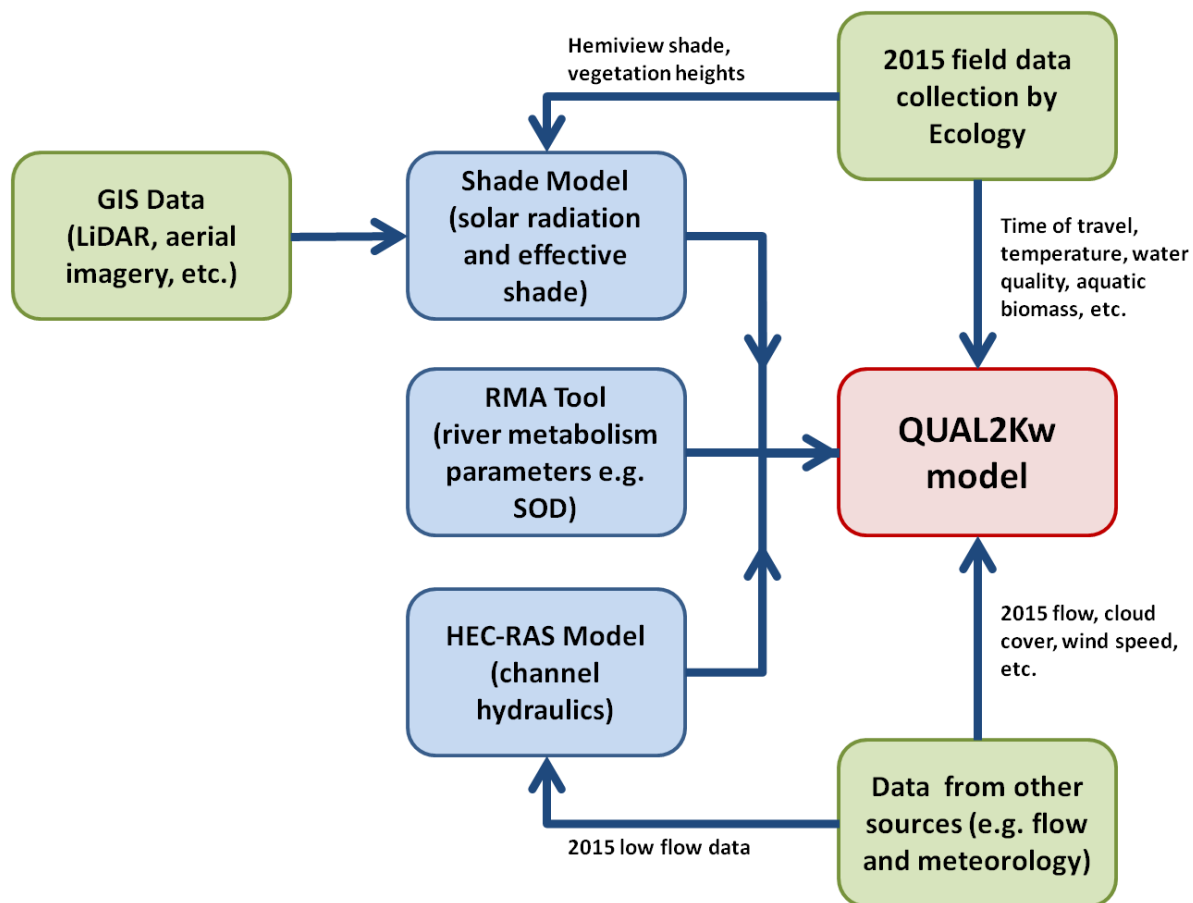 Hemiview shade,
vegetation heights
2015 field data
collection by
Ecology
GIS Data
(LiDAR, aerial
imagery, etc.)
Shade Model
(solar radiation
and effective
shade)
Time of travel,
temperature, water
quality, aquatic
biomass, etc.
RMA Tool
(river metabolism
parameters e.g.
SOD)
QUAL2Kw
model
HEC-RAS Model
(channel
hydraulics)
2015 flow, cloud
cover, wind speed,
etc.
Data from other
sources (e.g. flow
and meteorology)
2015 low flow data